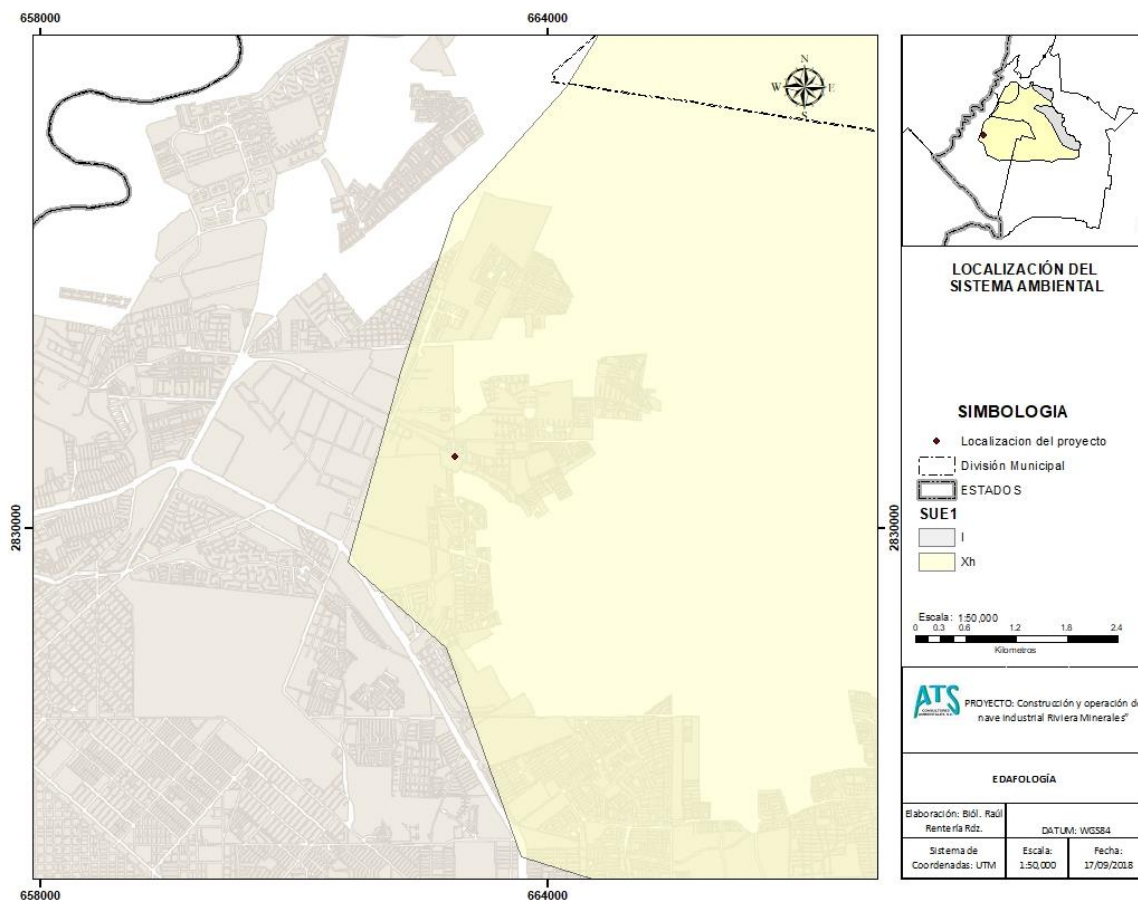 658000
664000
N
W
E
S
2830000
2830000
658000
664000
LOCALIZACIÓN DEL
SISTEMA AMBIENTAL
SIMBOLOGIA
Localizacion del proyecto
División Municipal
ESTADOS
SUE1
I
Xh
Escala: 1:50,000
0 0.3 0.6 1.2 1.8 2.4
Kilometros
ATS
CONSULTORES
AMBIENTALES, S.C.
PROYECTO: Construcción y operación de
nave industrial Riviera Minerales"
EDAFOLOGÍA
Elaboración: Biól. Raúl
Rentería Rdz.
DATUM: WGS84
Sistema de
Coordenadas: UTM
Escala:
1:50,000
Fecha:
17/09/2018